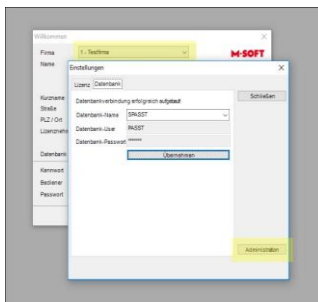 Willkommen
Firma 1 - Testfirma
M-SOFT
Name
Einstellungen
Lizenz Datenbank
Kurzname
Straße
PLZ / Ort
Lizenznehm
Datenbank
Kennwort
Bediener
Passwort
Datenbankverbindung erfolgreich aufgebaut!
Datenbank-Name SPASST
Datenbank-User PASST
Datenbank-Passwort ******
Übernehmen
Schließen
Administration